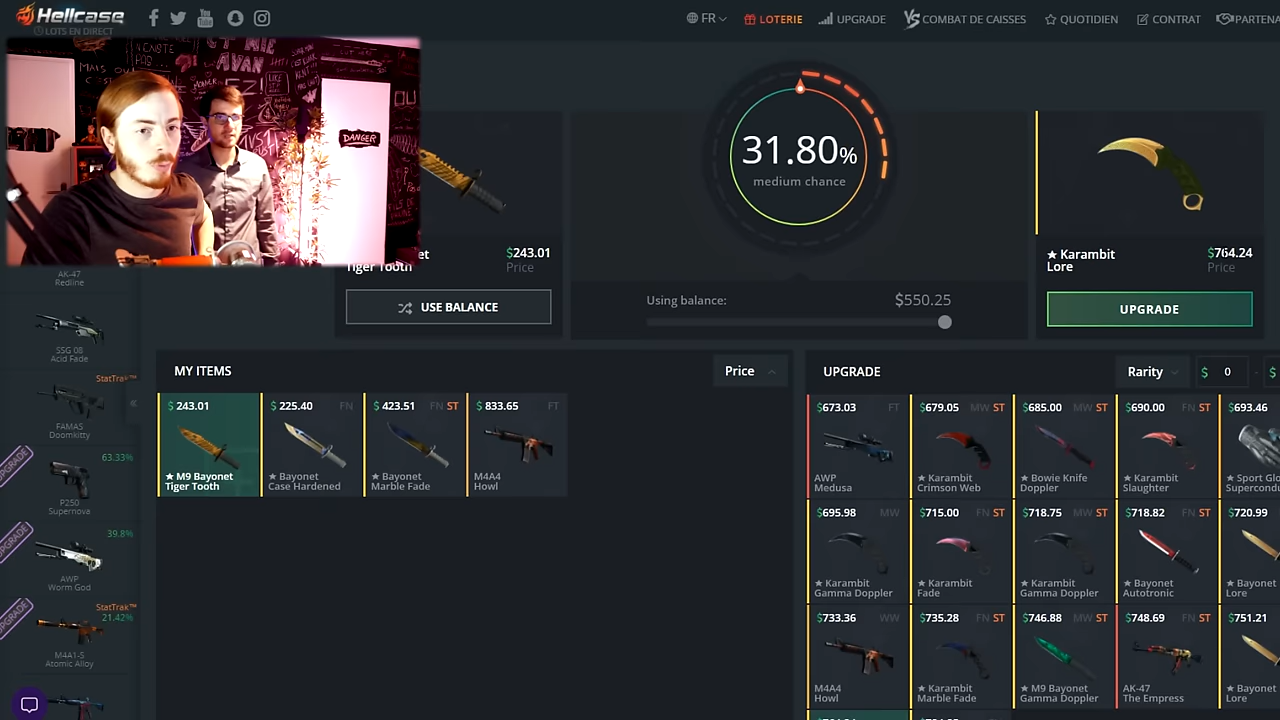 Hellcase
LOTS EN DIRECT
You
Tube
FR
LOTERIE
UPGRADE
COMBAT DE CAISSES
QUOTIDIEN
CONTRAT
PARTENA
DANGER
31.80%
medium chance
$243.01
Tiger Tooth
Price
USE BALANCE
Using balance:
$550.25
★ Karambit
Lore
$764.24
Price
UPGRADE
AK-47
Redline
SSG 08
Acid Fade
StatTrak™
FAMAS
Doomkitty
UPGRADE
63.33%
P250
Supernova
UPGRADE
39.8%
AWP
Worm God
UPGRADE
StatTrak™
21.42%
M4A1-S
Atomic Alloy
MY ITEMS
Price
$ 243.01
★ M9 Bayonet
Tiger Tooth
$ 225.40 FN
★ Bayonet
Case Hardened
$ 423.51 FN ST
★ Bayonet
Marble Fade
$ 833.65 FT
M4A4
Howl
UPGRADE
Rarity
$ 0 - $
$673.03 FT
AWP
Medusa
$679.05 MW ST
★ Karambit
Crimson Web
$685.00 MW ST
★ Bowie Knife
Doppler
$690.00 FN ST
★ Karambit
Slaughter
$693.46
★ Sport Glo
Supercondu
$695.98 MW
★ Karambit
Gamma Doppler
$715.00 FN ST
★ Karambit
Fade
$718.75 MW ST
★ Karambit
Gamma Doppler
$718.82 FN ST
★ Bayonet
Autotronic
$720.99
★ Bayonet
Lore
$733.36 WW
M4A4
Howl
$735.28 FN ST
★ Karambit
Marble Fade
$746.88 MW ST
★ M9 Bayonet
Gamma Doppler
$748.69 FN ST
AK-47
The Empress
$751.21
★ Bayonet
Lore